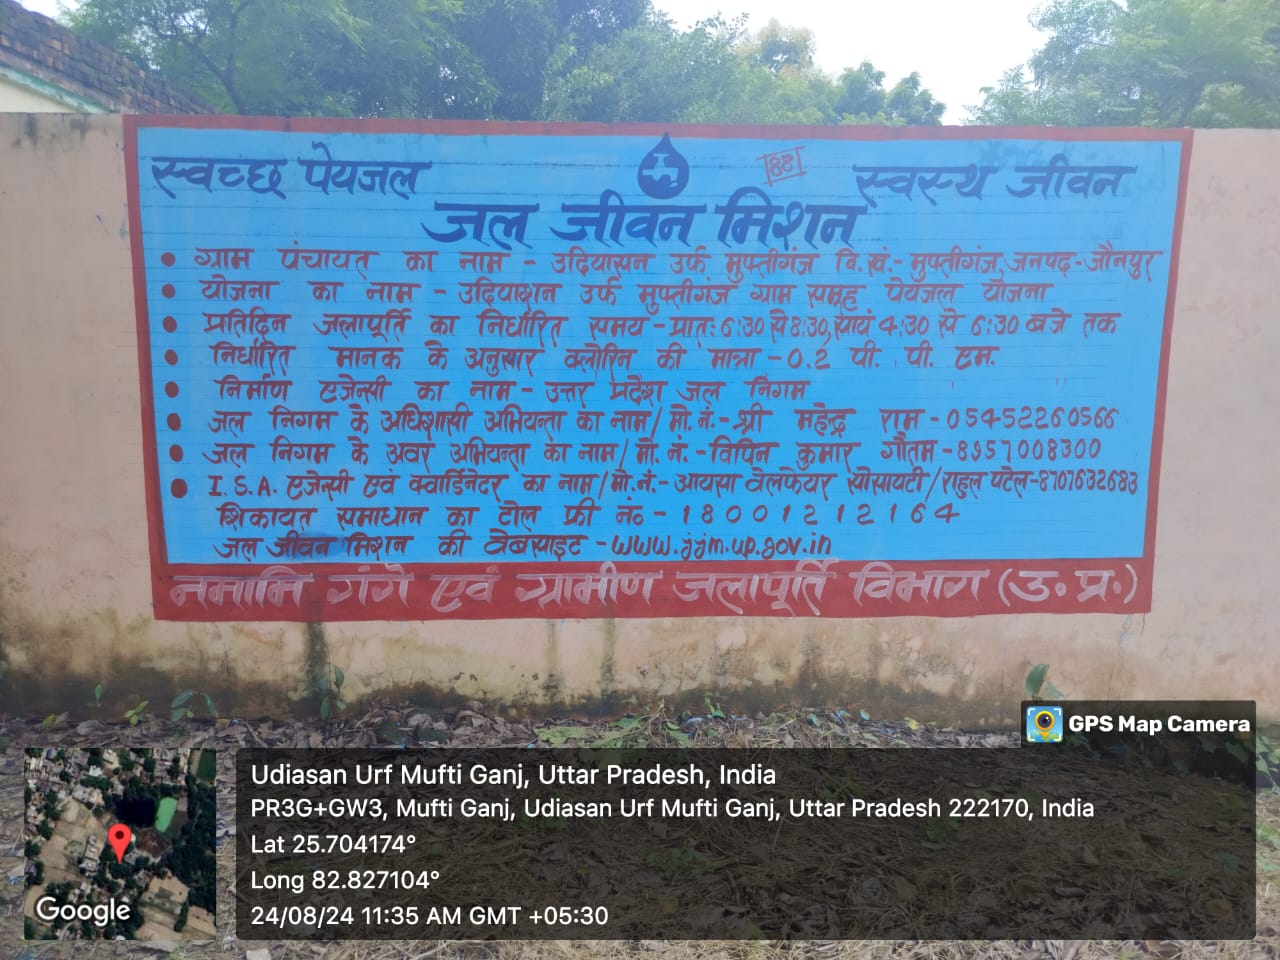 स्वच्छ पेयजल
88
स्वस्थ जीवन
जल जीवन मिशन
• ग्राम पंचायत का नाम - उदियासन उर्फ मुफ्तीगंज वि.खं.- मुफ्तीगंज, जनपद-जौनपुर
• योजना का नाम - उदियाशन उर्फ मुफ्तीगंज ग्राम समूह पेयजल योजना
• प्रतिदिन जलापूर्ति का निर्धारित समय - प्रातः 6:30 से 8:30, सायं 4:30 से 6:30 बजे तक
• निर्धारित मानक के अनुसार क्लोरिन की मात्रा - 0.2 पी. पी. एम.
• निर्माण एजेन्सी का नाम - उत्तर प्रदेश जल निगम
• जल निगम के अधिशासी अभियन्ता का नाम/ मो. नं.- श्री महेन्द्र राम - 05452260566
• जल निगम के अवर अभियन्ता का नाम/ मो. नं. - विपिन कुमार गौतम - 8957008300
• I. S. A. एजेन्सी एवं क्वार्डिनेटर का नाम/मो.नं.- आयसा वेलफेयर सोसायटी/राहुल पटेल-8707632683
शिकायत समाधान का टोल फ्री नं० - 18001212164
जल जीवन मिशन की वेबसाइट - www.jjm.up.gov.in
नमामि गंगे एवं ग्रामीण जलापूर्ति विभाग (उ.प्र.)
GPS Map Camera
Udiasan Urf Mufti Ganj, Uttar Pradesh, India
PR3G+GW3, Mufti Ganj, Udiasan Urf Mufti Ganj, Uttar Pradesh 222170, India
Lat 25.704174°
Long 82.827104°
24/08/24 11:35 AM GMT +05:30
Google